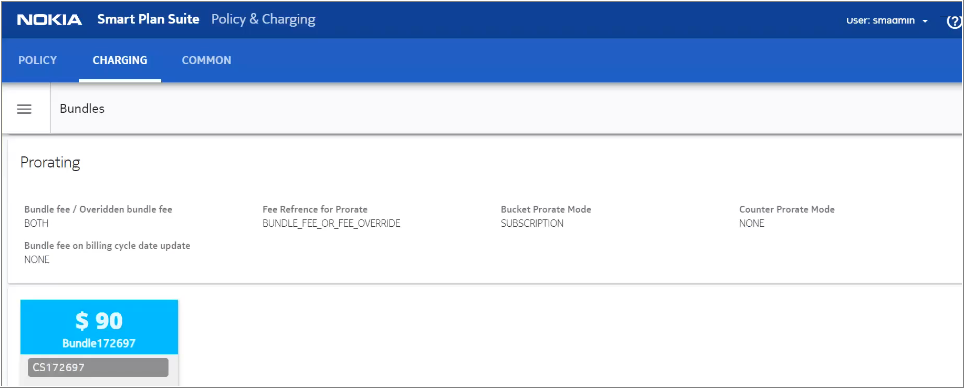 NOKIA Smart Plan Suite Policy & Charging User: smadmin ?
POLICY CHARGING COMMON
Bundles
Prorating
Bundle fee / Overidden bundle fee Fee Refrence for Prorate Bucket Prorate Mode Counter Prorate Mode
BOTH BUNDLE_FEE_OR_FEE_OVERRIDE SUBSCRIPTION NONE
Bundle fee on billing cycle date update
NONE
$ 90
Bundle172697
CS172697